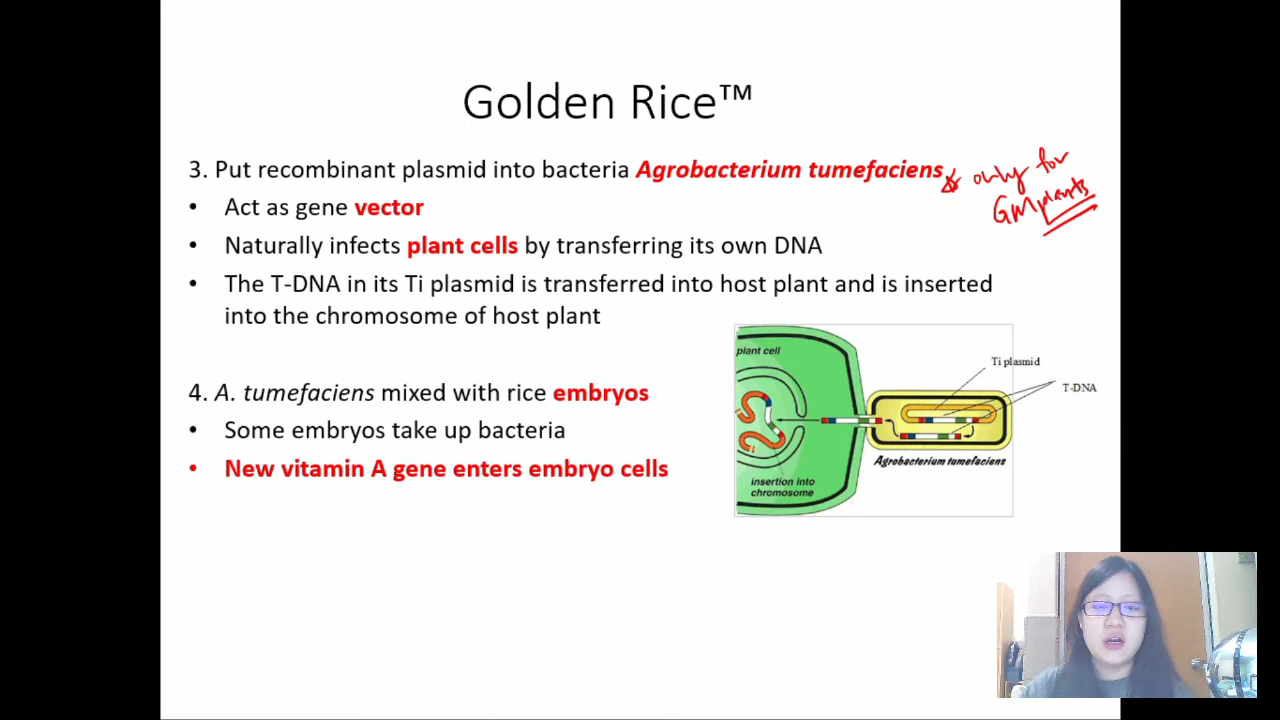 Golden Rice™
3. Put recombinant plasmid into bacteria Agrobacterium tumefaciens
only for
GM plants
• Act as gene vector
• Naturally infects plant cells by transferring its own DNA
• The T-DNA in its Ti plasmid is transferred into host plant and is inserted
into the chromosome of host plant
4. A. tumefaciens mixed with rice embryos
• Some embryos take up bacteria
• New vitamin A gene enters embryo cells
plant cell
Ti plasmid
T-DNA
Agrobacterium tumefaciens
insertion into
chromosome